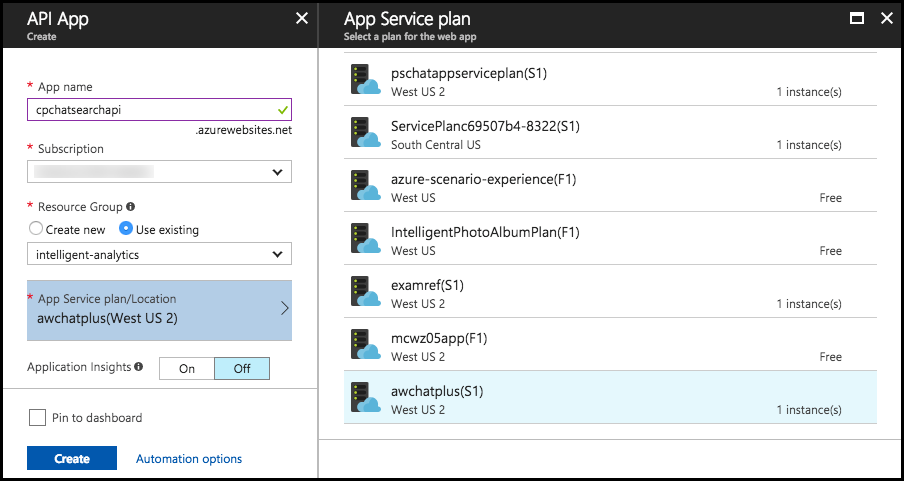 API App
Create
* App name
cpchatsearchapi
.azurewebsites.net
* Subscription
* Resource Group
Create new
Use existing
intelligent-analytics
* App Service plan/Location
awchatplus(West US 2)
Application Insights
On
Off
Pin to dashboard
Create
Automation options
App Service plan
Select a plan for the web app
pschatappserviceplan(S1)
West US 2
1 instance(s)
ServicePlanc69507b4-8322(S1)
South Central US
1 instance(s)
azure-scenario-experience(F1)
West US
Free
IntelligentPhotoAlbumPlan(F1)
West US
Free
examref(S1)
West US 2
1 instance(s)
mcwz05app(F1)
West US 2
Free
awchatplus(S1)
West US 2
1 instance(s)